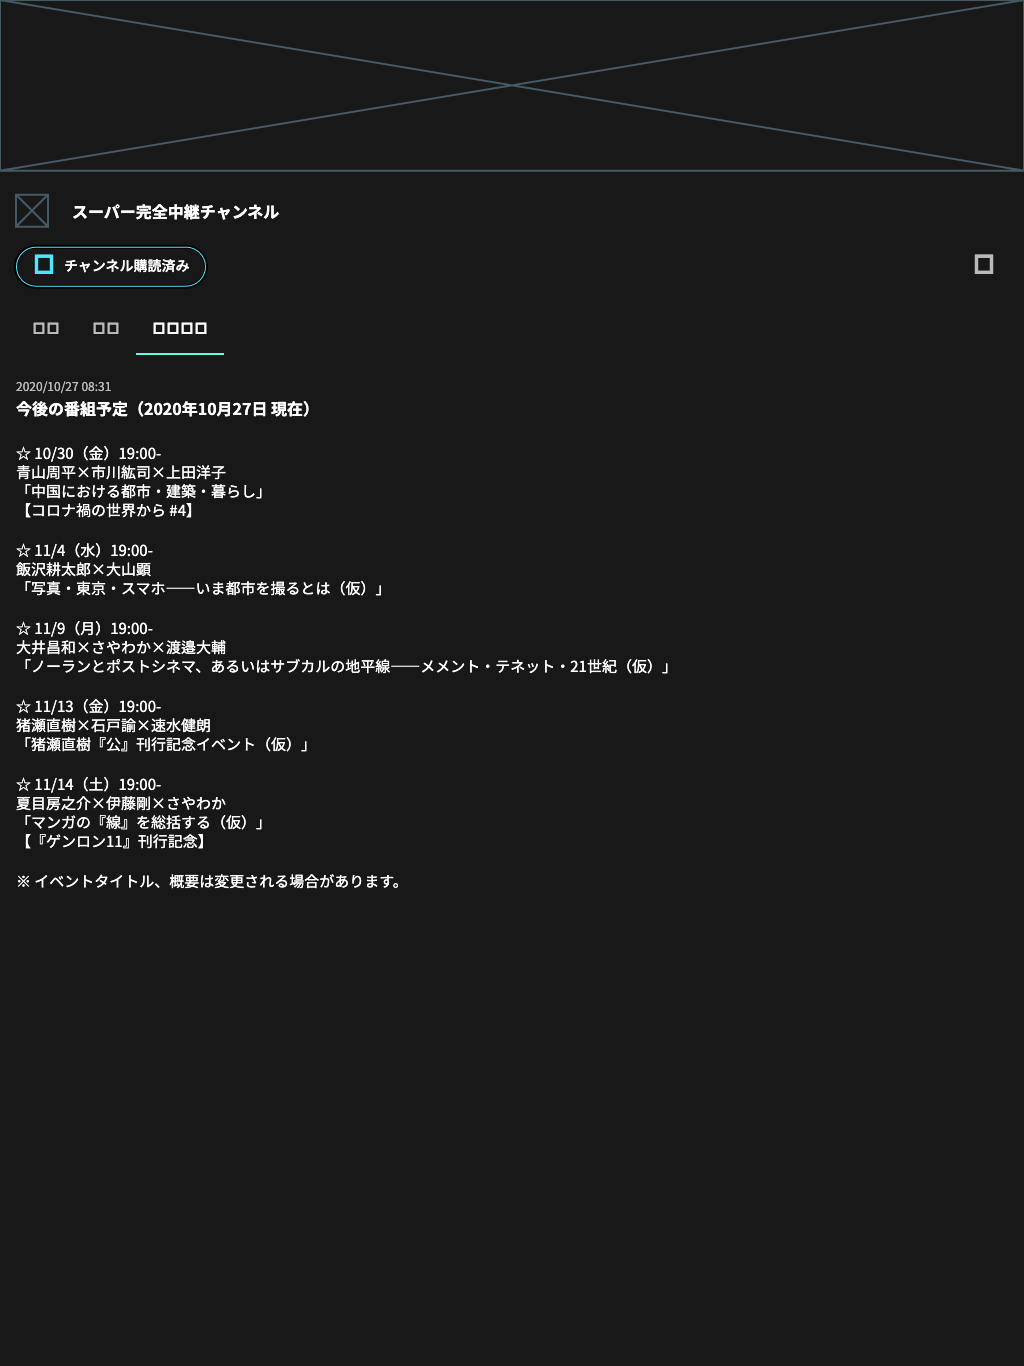 スーパー完全中継チャンネル
チャンネル購読済み
2020/10/27 08:31
今後の番組予定（2020年10月27日 現在）
☆ 10/30（金）19:00-
青山周平×市川紘司×上田洋子
「中国における都市・建築・暮らし」
【コロナ禍の世界から #4】
☆ 11/4（水）19:00-
飯沢耕太郎×大山顕
「写真・東京・スマホ――いま都市を撮るとは（仮）」
☆ 11/9（月）19:00-
大井昌和×さやわか×渡邉大輔
「ノーランとポストシネマ、あるいはサブカルの地平線――メメント・テネット・21世紀（仮）」
☆ 11/13（金）19:00-
猪瀬直樹×石戸諭×速水健朗
「猪瀬直樹『公』刊行記念イベント（仮）」
☆ 11/14（土）19:00-
夏目房之介×伊藤剛×さやわか
「マンガの『線』を総括する（仮）」
【『ゲンロン11』刊行記念】
※ イベントタイトル、概要は変更される場合があります。